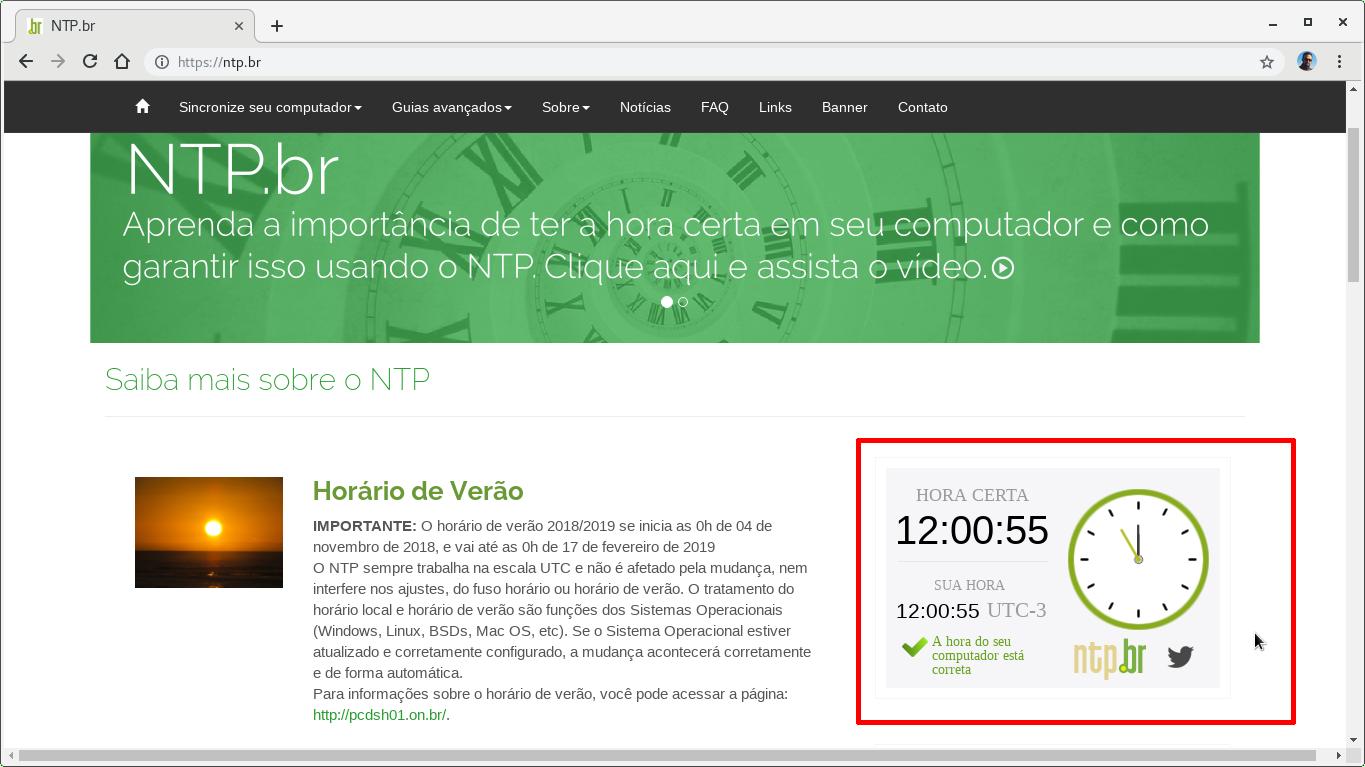 NTP.br
https://ntp.br
Sincronize seu computador Guias avançados Sobre Notícias FAQ Links Banner Contato
NTP.br
Aprenda a importância de ter a hora certa em seu computador e como
garantir isso usando o NTP. Clique aqui e assista o vídeo.
Saiba mais sobre o NTP
Horário de Verão
IMPORTANTE: O horário de verão 2018/2019 se inicia as 0h de 04 de
novembro de 2018, e vai até as 0h de 17 de fevereiro de 2019
O NTP sempre trabalha na escala UTC e não é afetado pela mudança, nem
interfere nos ajustes, do fuso horário ou horário de verão. O tratamento do
horário local e horário de verão são funções dos Sistemas Operacionais
(Windows, Linux, BSDs, Mac OS, etc). Se o Sistema Operacional estiver
atualizado e corretamente configurado, a mudança acontecerá corretamente
e de forma automática.
Para informações sobre o horário de verão, você pode acessar a página:
http://pcdsh01.on.br/.
HORA CERTA
12:00:55
SUA HORA
12:00:55 UTC-3
A hora do seu
computador está
correta
ntp.br